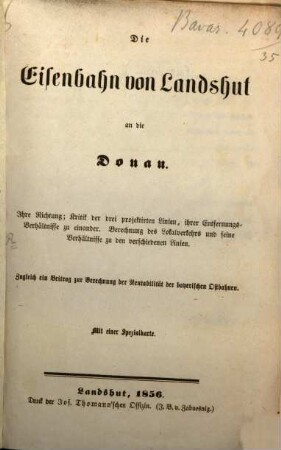 Bavar. 4089
35
Die
Eisenbahn von Landshut
an die
Donau.
Ihre Richtung; Kritik der drei projektirten Linien, ihrer Entfernungs-
Verhältnisse zu einander. Berechnung des Lokalverkehrs und seine
Verhältnisse zu den verschiedenen Linien.
Zugleich ein Beitrag zur Berechnung der Rentabilität der bayerischen Ostbahnen.
Mit einer Spezialkarte.
Landshut, 1856.
Druck der Jos. Thomann'schen Offizin. (J. B. v. Zabuesnig.)